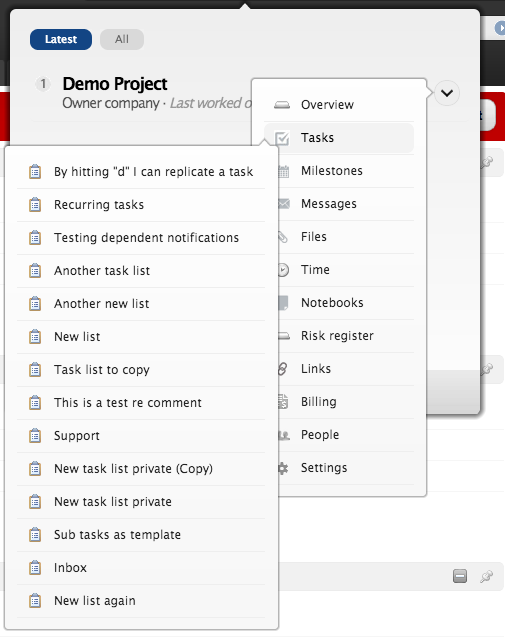 Latest
All
1
Demo Project
Owner company · Last worked o
Overview
Tasks
Milestones
Messages
Files
Time
Notebooks
Risk register
Links
Billing
People
Settings
By hitting "d" I can replicate a task
Recurring tasks
Testing dependent notifications
Another task list
Another new list
New list
Task list to copy
This is a test re comment
Support
New task list private (Copy)
New task list private
Sub tasks as template
Inbox
New list again